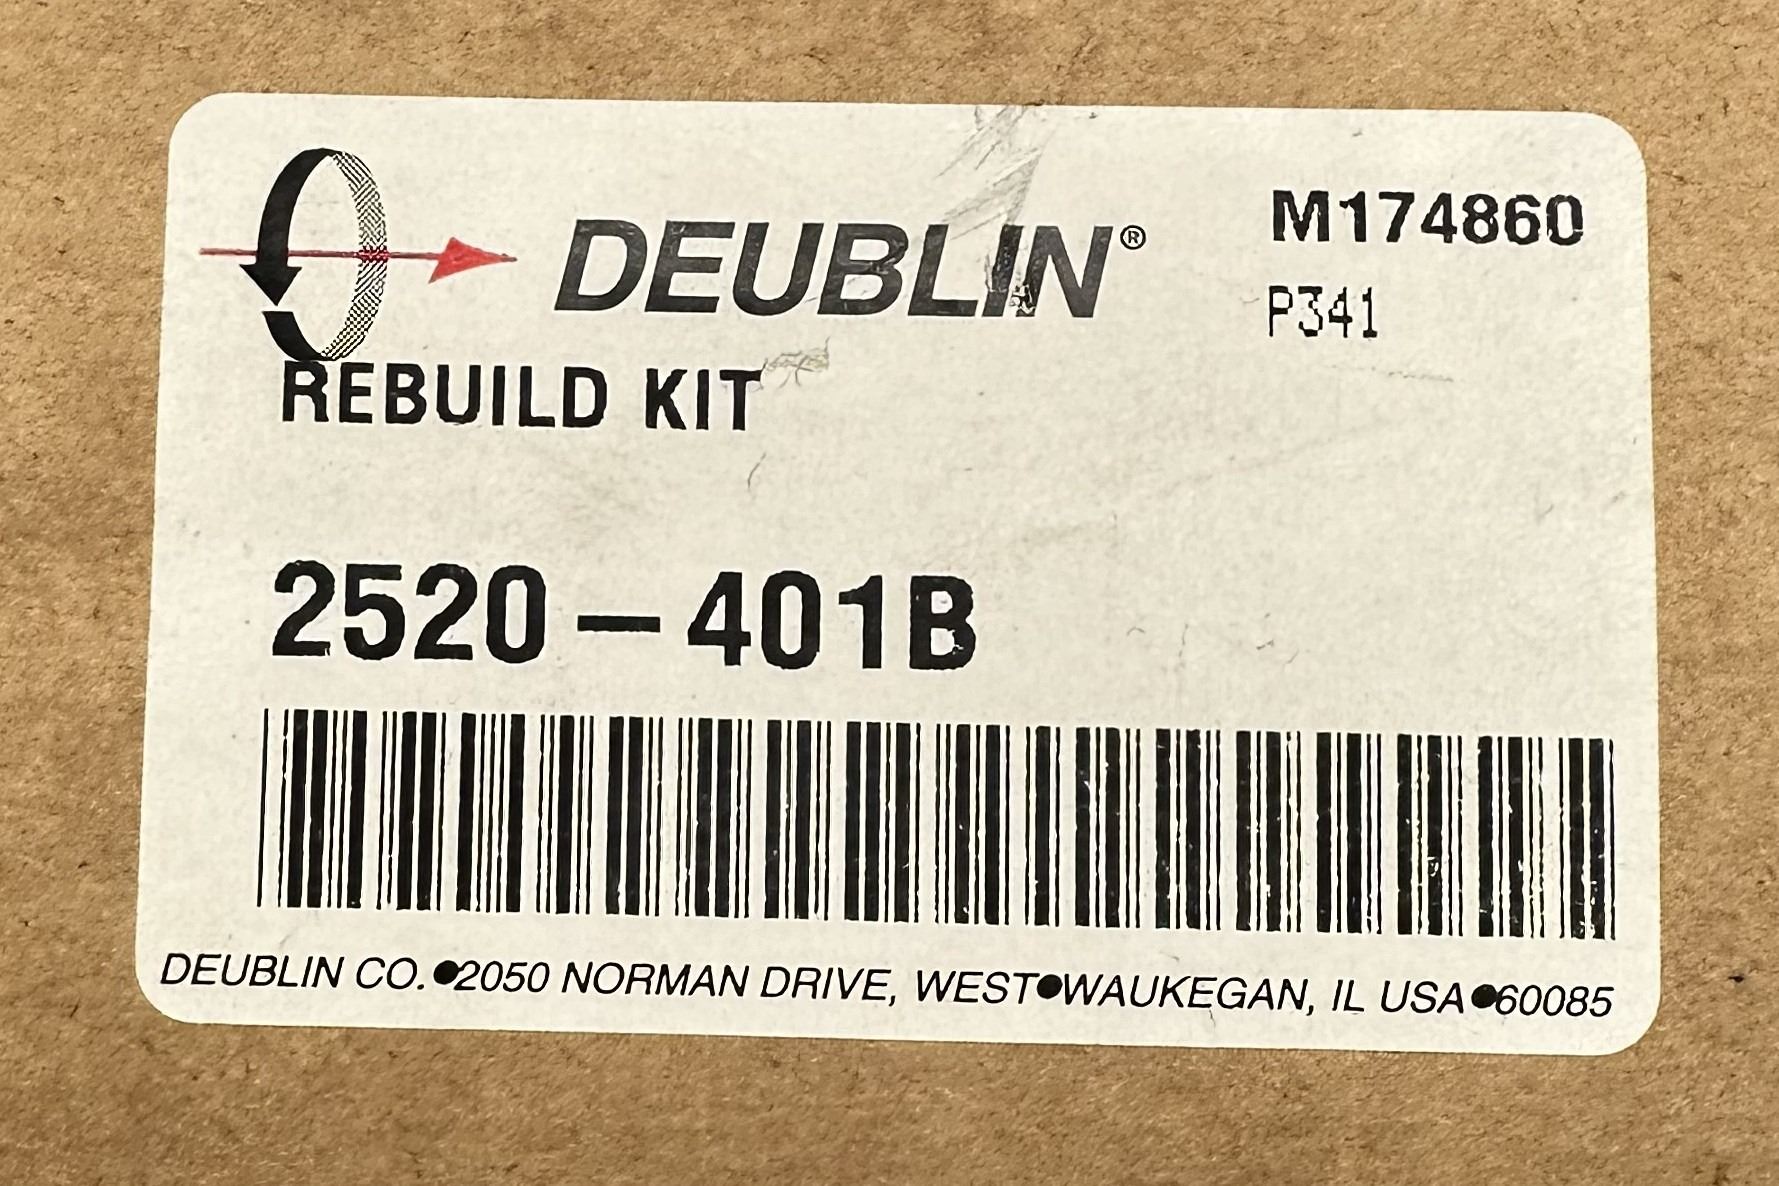 DEUBLIN®
M174860
P341
REBUILD KIT
2520-401B
DEUBLIN CO.●2050 NORMAN DRIVE, WEST●WAUKEGAN, IL USA●60085